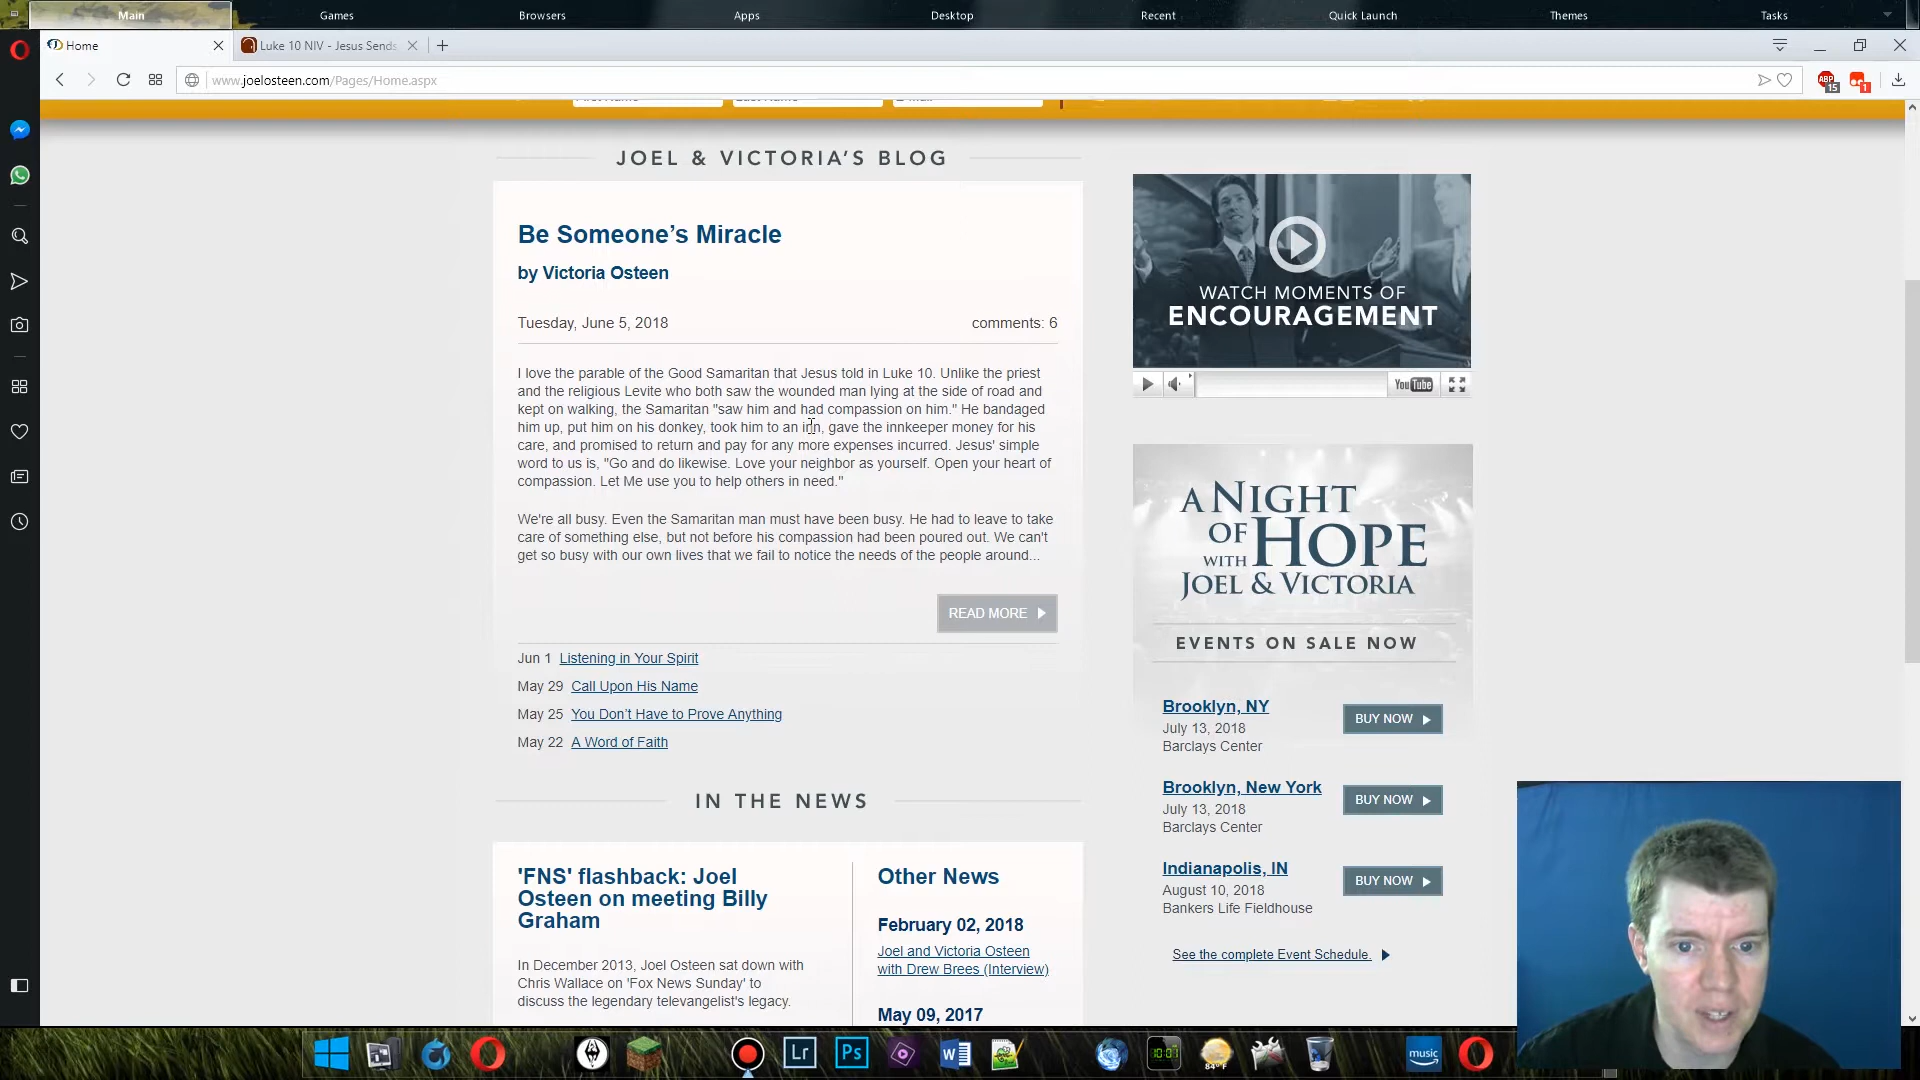 Main Games Browsers Apps Desktop Recent Quick Launch Themes Tasks
Home
Luke 10 NIV - Jesus Sends
www.joelosteen.com/Pages/Home.aspx
ABP
15
1
JOEL & VICTORIA'S BLOG
Be Someone's Miracle
by Victoria Osteen
Tuesday, June 5, 2018
comments: 6
I love the parable of the Good Samaritan that Jesus told in Luke 10. Unlike the priest
and the religious Levite who both saw the wounded man lying at the side of road and
kept on walking, the Samaritan "saw him and had compassion on him." He bandaged
him up, put him on his donkey, took him to an inn, gave the innkeeper money for his
care, and promised to return and pay for any more expenses incurred. Jesus' simple
word to us is, "Go and do likewise. Love your neighbor as yourself. Open your heart of
compassion. Let Me use you to help others in need."
We're all busy. Even the Samaritan man must have been busy. He had to leave to take
care of something else, but not before his compassion had been poured out. We can't
get so busy with our own lives that we fail to notice the needs of the people around...
READ MORE
Jun 1 Listening in Your Spirit
May 29 Call Upon His Name
May 25 You Don't Have to Prove Anything
May 22 A Word of Faith
IN THE NEWS
'FNS' flashback: Joel
Osteen on meeting Billy
Graham
In December 2013, Joel Osteen sat down with
Chris Wallace on 'Fox News Sunday' to
discuss the legendary televangelist's legacy.
Other News
February 02, 2018
Joel and Victoria Osteen
with Drew Brees (Interview)
May 09, 2017
WATCH MOMENTS OF
ENCOURAGEMENT
YouTube
A NIGHT
OF HOPE
WITH
JOEL & VICTORIA
EVENTS ON SALE NOW
Brooklyn, NY
July 13, 2018
Barclays Center
BUY NOW
Brooklyn, New York
July 13, 2018
Barclays Center
BUY NOW
Indianapolis, IN
August 10, 2018
Bankers Life Fieldhouse
BUY NOW
See the complete Event Schedule.
Lr
Ps
10:07
84°F
music